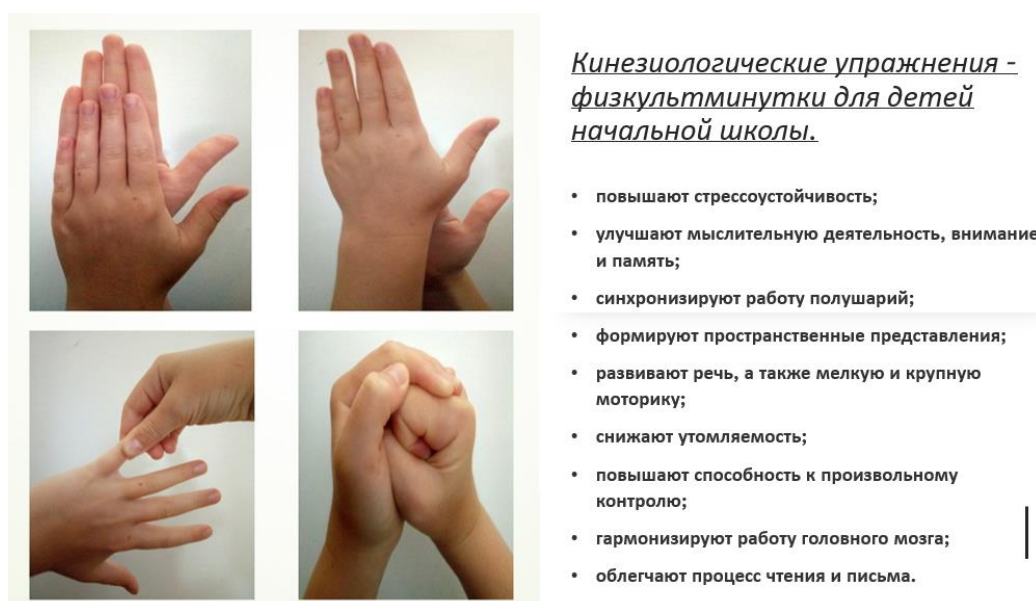 Кинезиологические упражнения -
физкультминутки для детей
начальной школы.
• повышают стрессоустойчивость;
• улучшают мыслительную деятельность, внимание
и память;
• синхронизируют работу полушарий;
• формируют пространственные представления;
• развивают речь, а также мелкую и крупную
моторику;
• снижают утомляемость;
• повышают способность к произвольному
контролю;
• гармонизируют работу головного мозга;
• облегчают процесс чтения и письма.